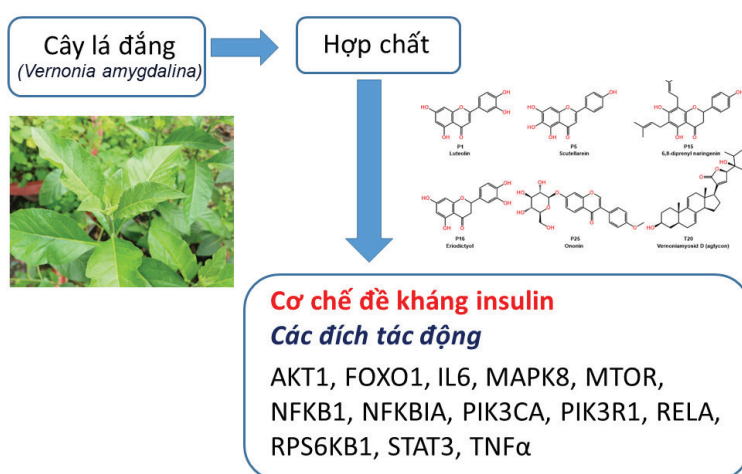 Cây lá đắng
(Vernonia amygdalina)
Hợp chất
P1
Luteolin
P5
Scutellarein
P15
6,8-diprenyl naringenin
P16
Eriodictyol
P25
Ononin
T20
Vernoniamyosid D (aglycon)
Cơ chế đề kháng insulin
Các đích tác động
AKT1, FOXO1, IL6, MAPK8, MTOR,
NFKB1, NFKBIA, PIK3CA, PIK3R1, RELA,
RPS6KB1, STAT3, TNFα